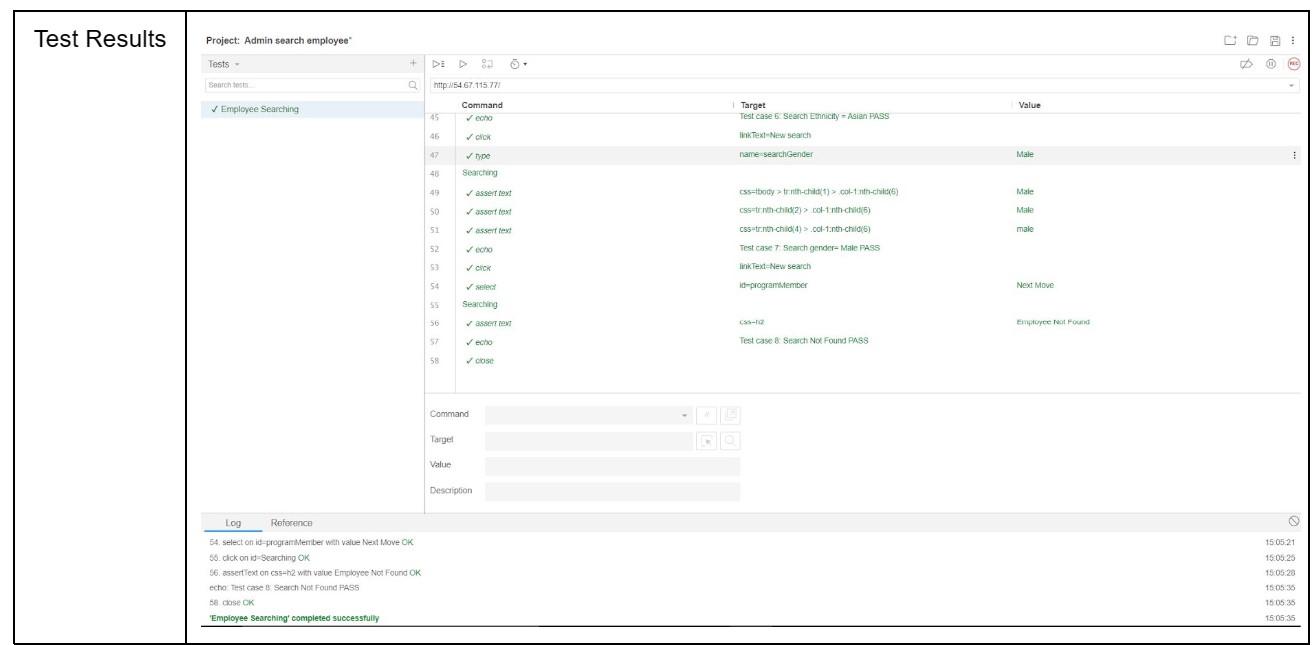 Test Results
Project: Admin search employee*
Tests
Search tests...
✓ Employee Searching
http://54.67.115.77/
Command Target Value
45 ✓ echo Test case 6: Search Ethnicity = Asian PASS
46 ✓ click linkText=New search
47 ✓ type name=searchGender Male
48 Searching
49 ✓ assert text css=tbody > tr:nth-child(1) > .col-1:nth-child(6) Male
50 ✓ assert text css=tr:nth-child(2) > .col-1:nth-child(6) Male
51 ✓ assert text css=tr:nth-child(4) > .col-1:nth-child(6) male
52 ✓ echo Test case 7: Search gender= Male PASS
53 ✓ click linkText=New search
54 ✓ select id=programMember Next Move
55 Searching
56 ✓ assert text css=h2 Employee Not Found
57 ✓ echo Test case 8: Search Not Found PASS
58 ✓ close
Command //
Target
Value
Description
Log Reference
54. select on id=programMember with value Next Move OK 15:05:21
55. click on id=Searching OK 15:05:25
56. assertText on css=h2 with value Employee Not Found OK 15:05:28
echo: Test case 8: Search Not Found PASS 15:05:35
58. close OK 15:05:35
'Employee Searching' completed successfully 15:05:35